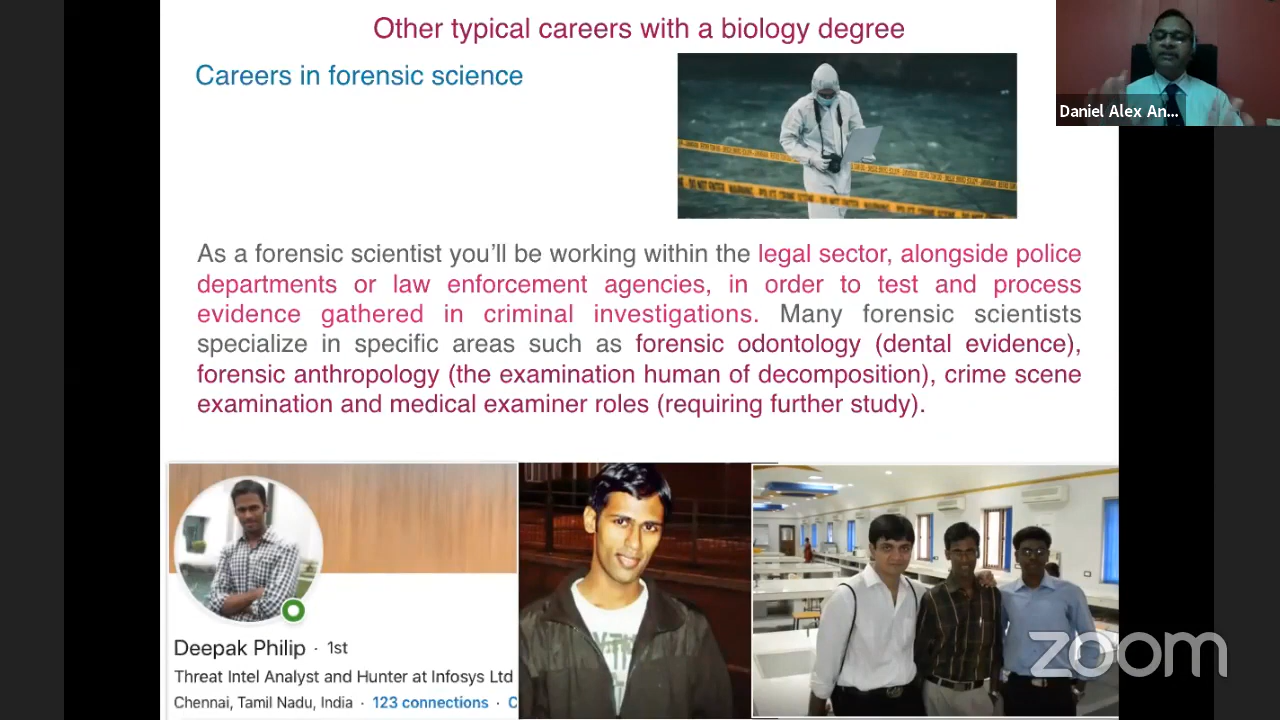 Other typical careers with a biology degree
Careers in forensic science
Daniel Alex An...
As a forensic scientist you’ll be working within the legal sector, alongside police
departments or law enforcement agencies, in order to test and process
evidence gathered in criminal investigations. Many forensic scientists
specialize in specific areas such as forensic odontology (dental evidence),
forensic anthropology (the examination human of decomposition), crime scene
examination and medical examiner roles (requiring further study).
Deepak Philip · 1st
Threat Intel Analyst and Hunter at Infosys Ltd
Chennai, Tamil Nadu, India · 123 connections · C
zoom